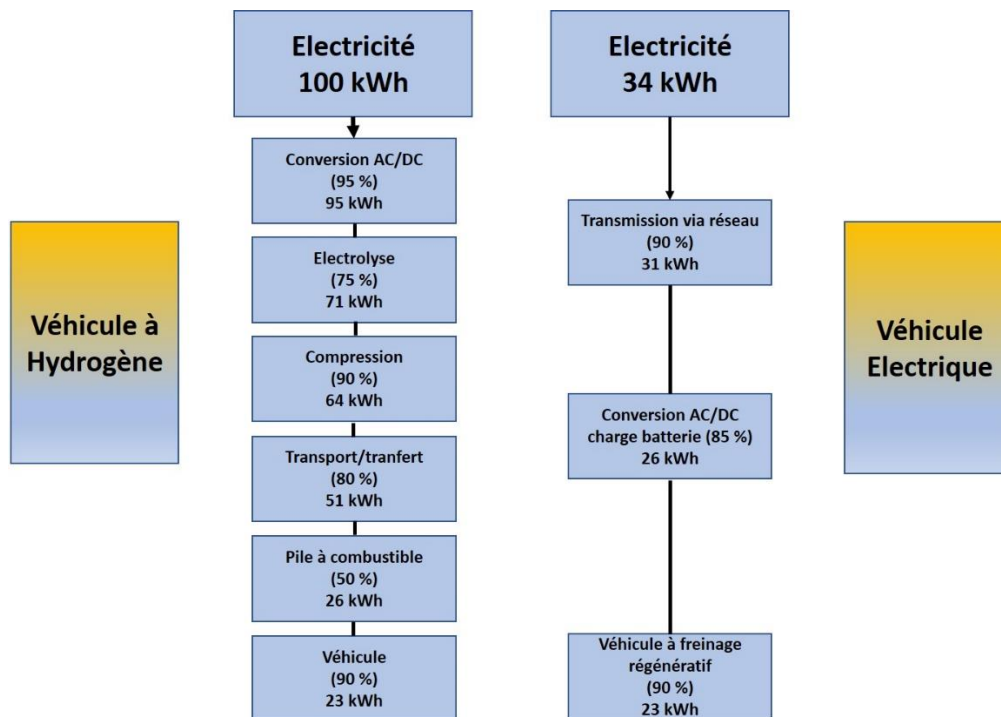 Electricité
100 kWh
Conversion AC/DC
(95 %)
95 kWh
Electrolyse
(75 %)
71 kWh
Compression
(90 %)
64 kWh
Transport/tranfert
(80 %)
51 kWh
Pile à combustible
(50 %)
26 kWh
Véhicule
(90 %)
23 kWh
Véhicule à
Hydrogène
Electricité
34 kWh
Transmission via réseau
(90 %)
31 kWh
Conversion AC/DC
charge batterie (85 %)
26 kWh
Véhicule à freinage
régénératif
(90 %)
23 kWh
Véhicule
Electrique